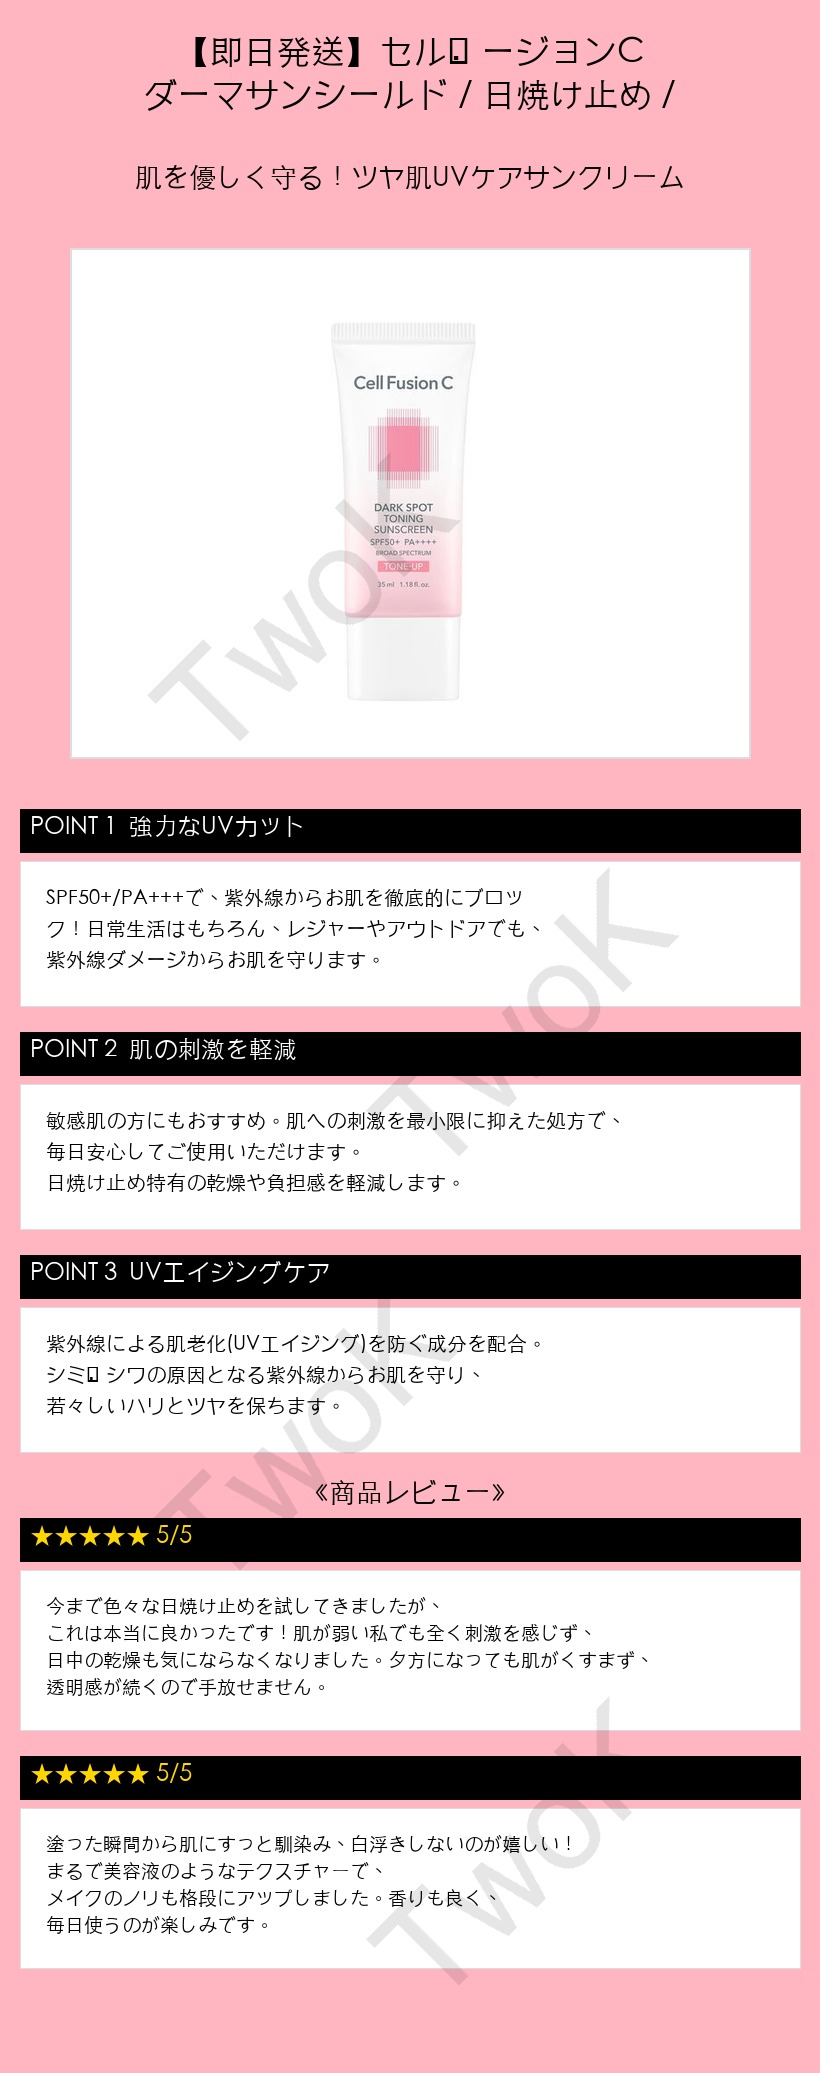 【即日発送】セル ージョンC
ダーマサンシールド / 日焼け止め /
肌を優しく守る！ツヤ肌UVケアサンクリーム
Cell Fusion C
DARK SPOT
TONING
SUNSCREEN
SPF50+ PA++++
BROAD SPECTRUM
TONE-UP
35 ml 1.18 fl. oz.
TwoK
POINT 1 強力なUVカット
SPF50+/PA+++で、紫外線からお肌を徹底的にブロッ
ク！日常生活はもちろん、レジャーやアウトドアでも、
紫外線ダメージからお肌を守ります。
TwoK
POINT 2 肌の刺激を軽減
敏感肌の方にもおすすめ。肌への刺激を最小限に抑えた処方で、
毎日安心してご使用いただけます。
日焼け止め特有の乾燥や負担感を軽減します。
POINT 3 UVエイジングケア
紫外線による肌老化(UVエイジング)を防ぐ成分を配合。
シミ シワの原因となる紫外線からお肌を守り、
若々しいハリとツヤを保ちます。
TwoK
《商品レビュー》
★★★★★ 5/5
今まで色々な日焼け止めを試してきましたが、
これは本当に良かったです！肌が弱い私でも全く刺激を感じず、
日中の乾燥も気にならなくなりました。夕方になっても肌がくすまず、
透明感が続くので手放せません。
★★★★★ 5/5
塗った瞬間から肌にすっと馴染み、白浮きしないのが嬉しい！
まるで美容液のようなテクスチャーで、
メイクのノリも格段にアップしました。香りも良く、
毎日使うのが楽しみです。
TwoK